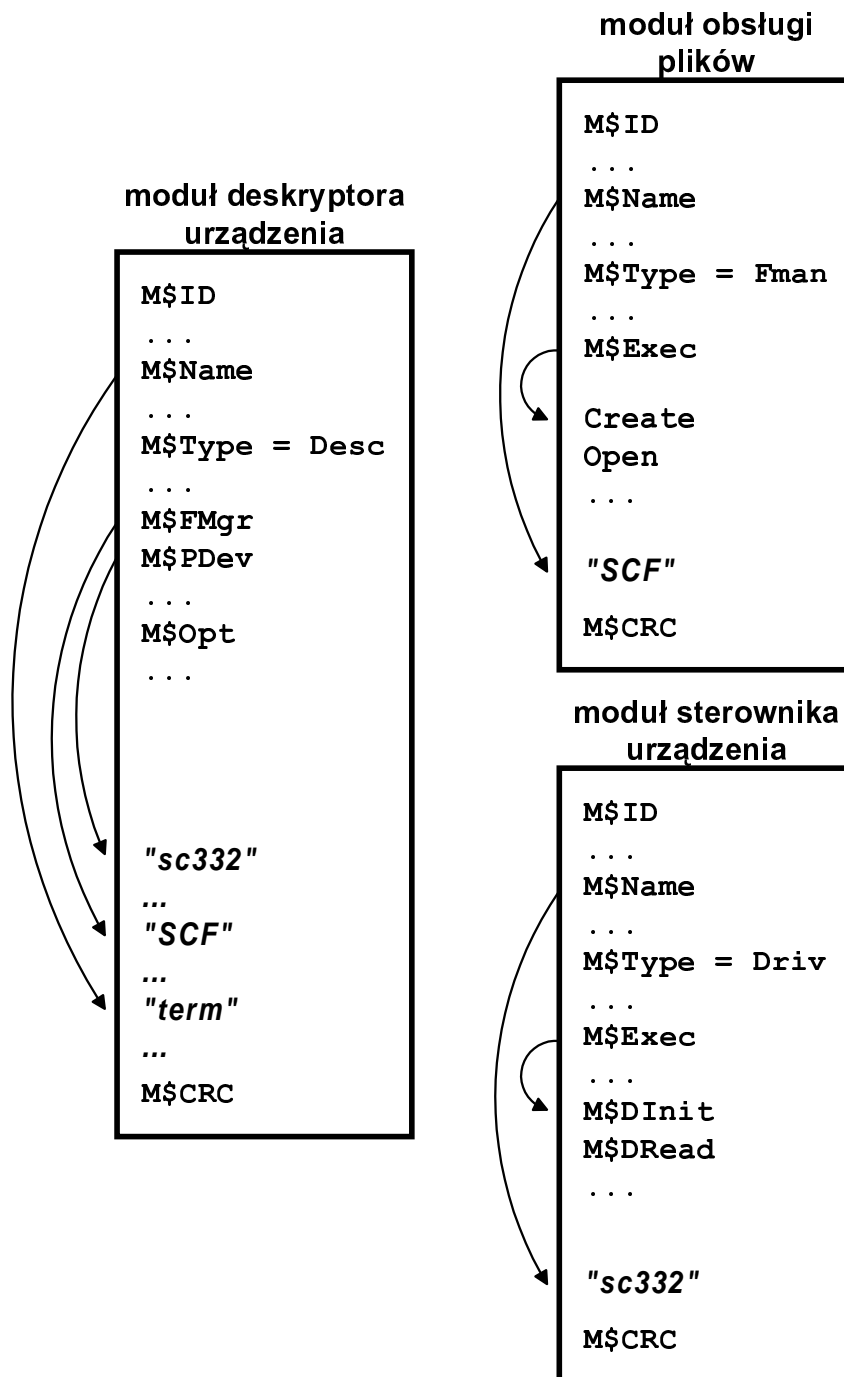 moduł deskryptora
urządzenia
M$ID
...
M$Name
...
M$Type = Desc
...
M$FMgr
M$PDev
...
M$Opt
...
"sc332"
...
"SCF"
...
"term"
...
M$CRC
moduł obsługi
plików
M$ID
...
M$Name
...
M$Type = Fman
...
M$Exec
Create
Open
...
"SCF"
M$CRC
moduł sterownika
urządzenia
M$ID
...
M$Name
...
M$Type = Driv
...
M$Exec
...
M$DInit
M$DRead
...
"sc332"
M$CRC